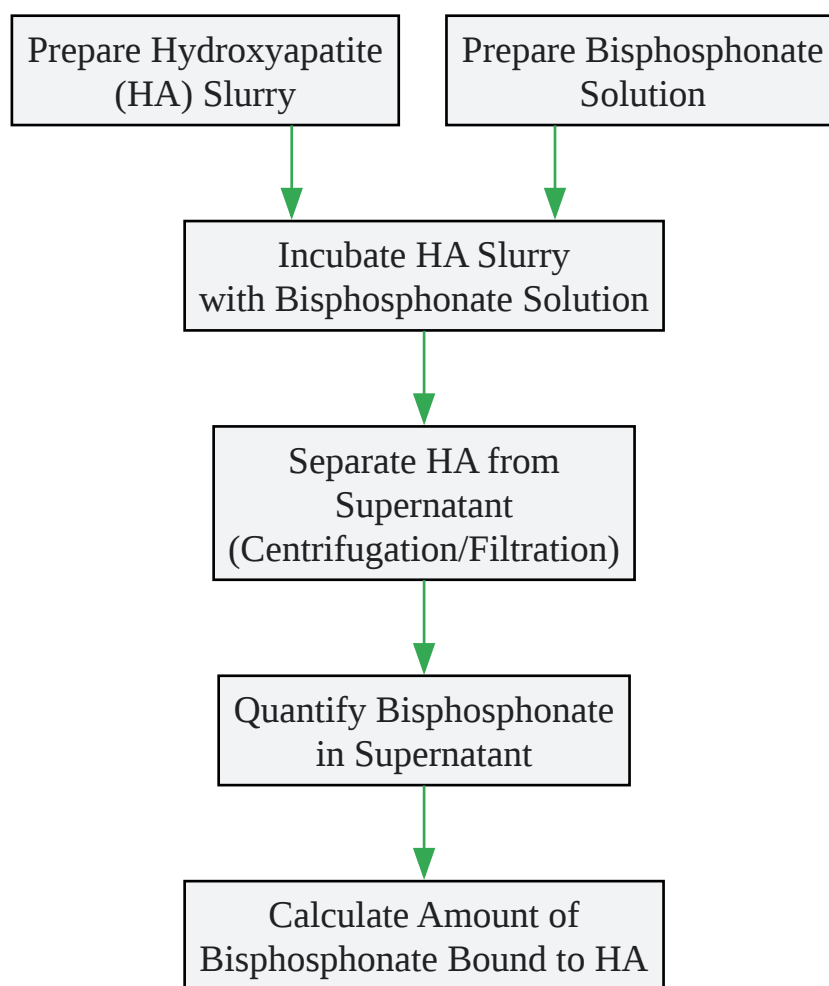 Prepare Hydroxyapatite
(HA) Slurry
Prepare Bisphosphonate
Solution
Incubate HA Slurry
with Bisphosphonate Solution
Separate HA from
Supernatant
(Centrifugation/Filtration)
Quantify Bisphosphonate
in Supernatant
Calculate Amount of
Bisphosphonate Bound to HA